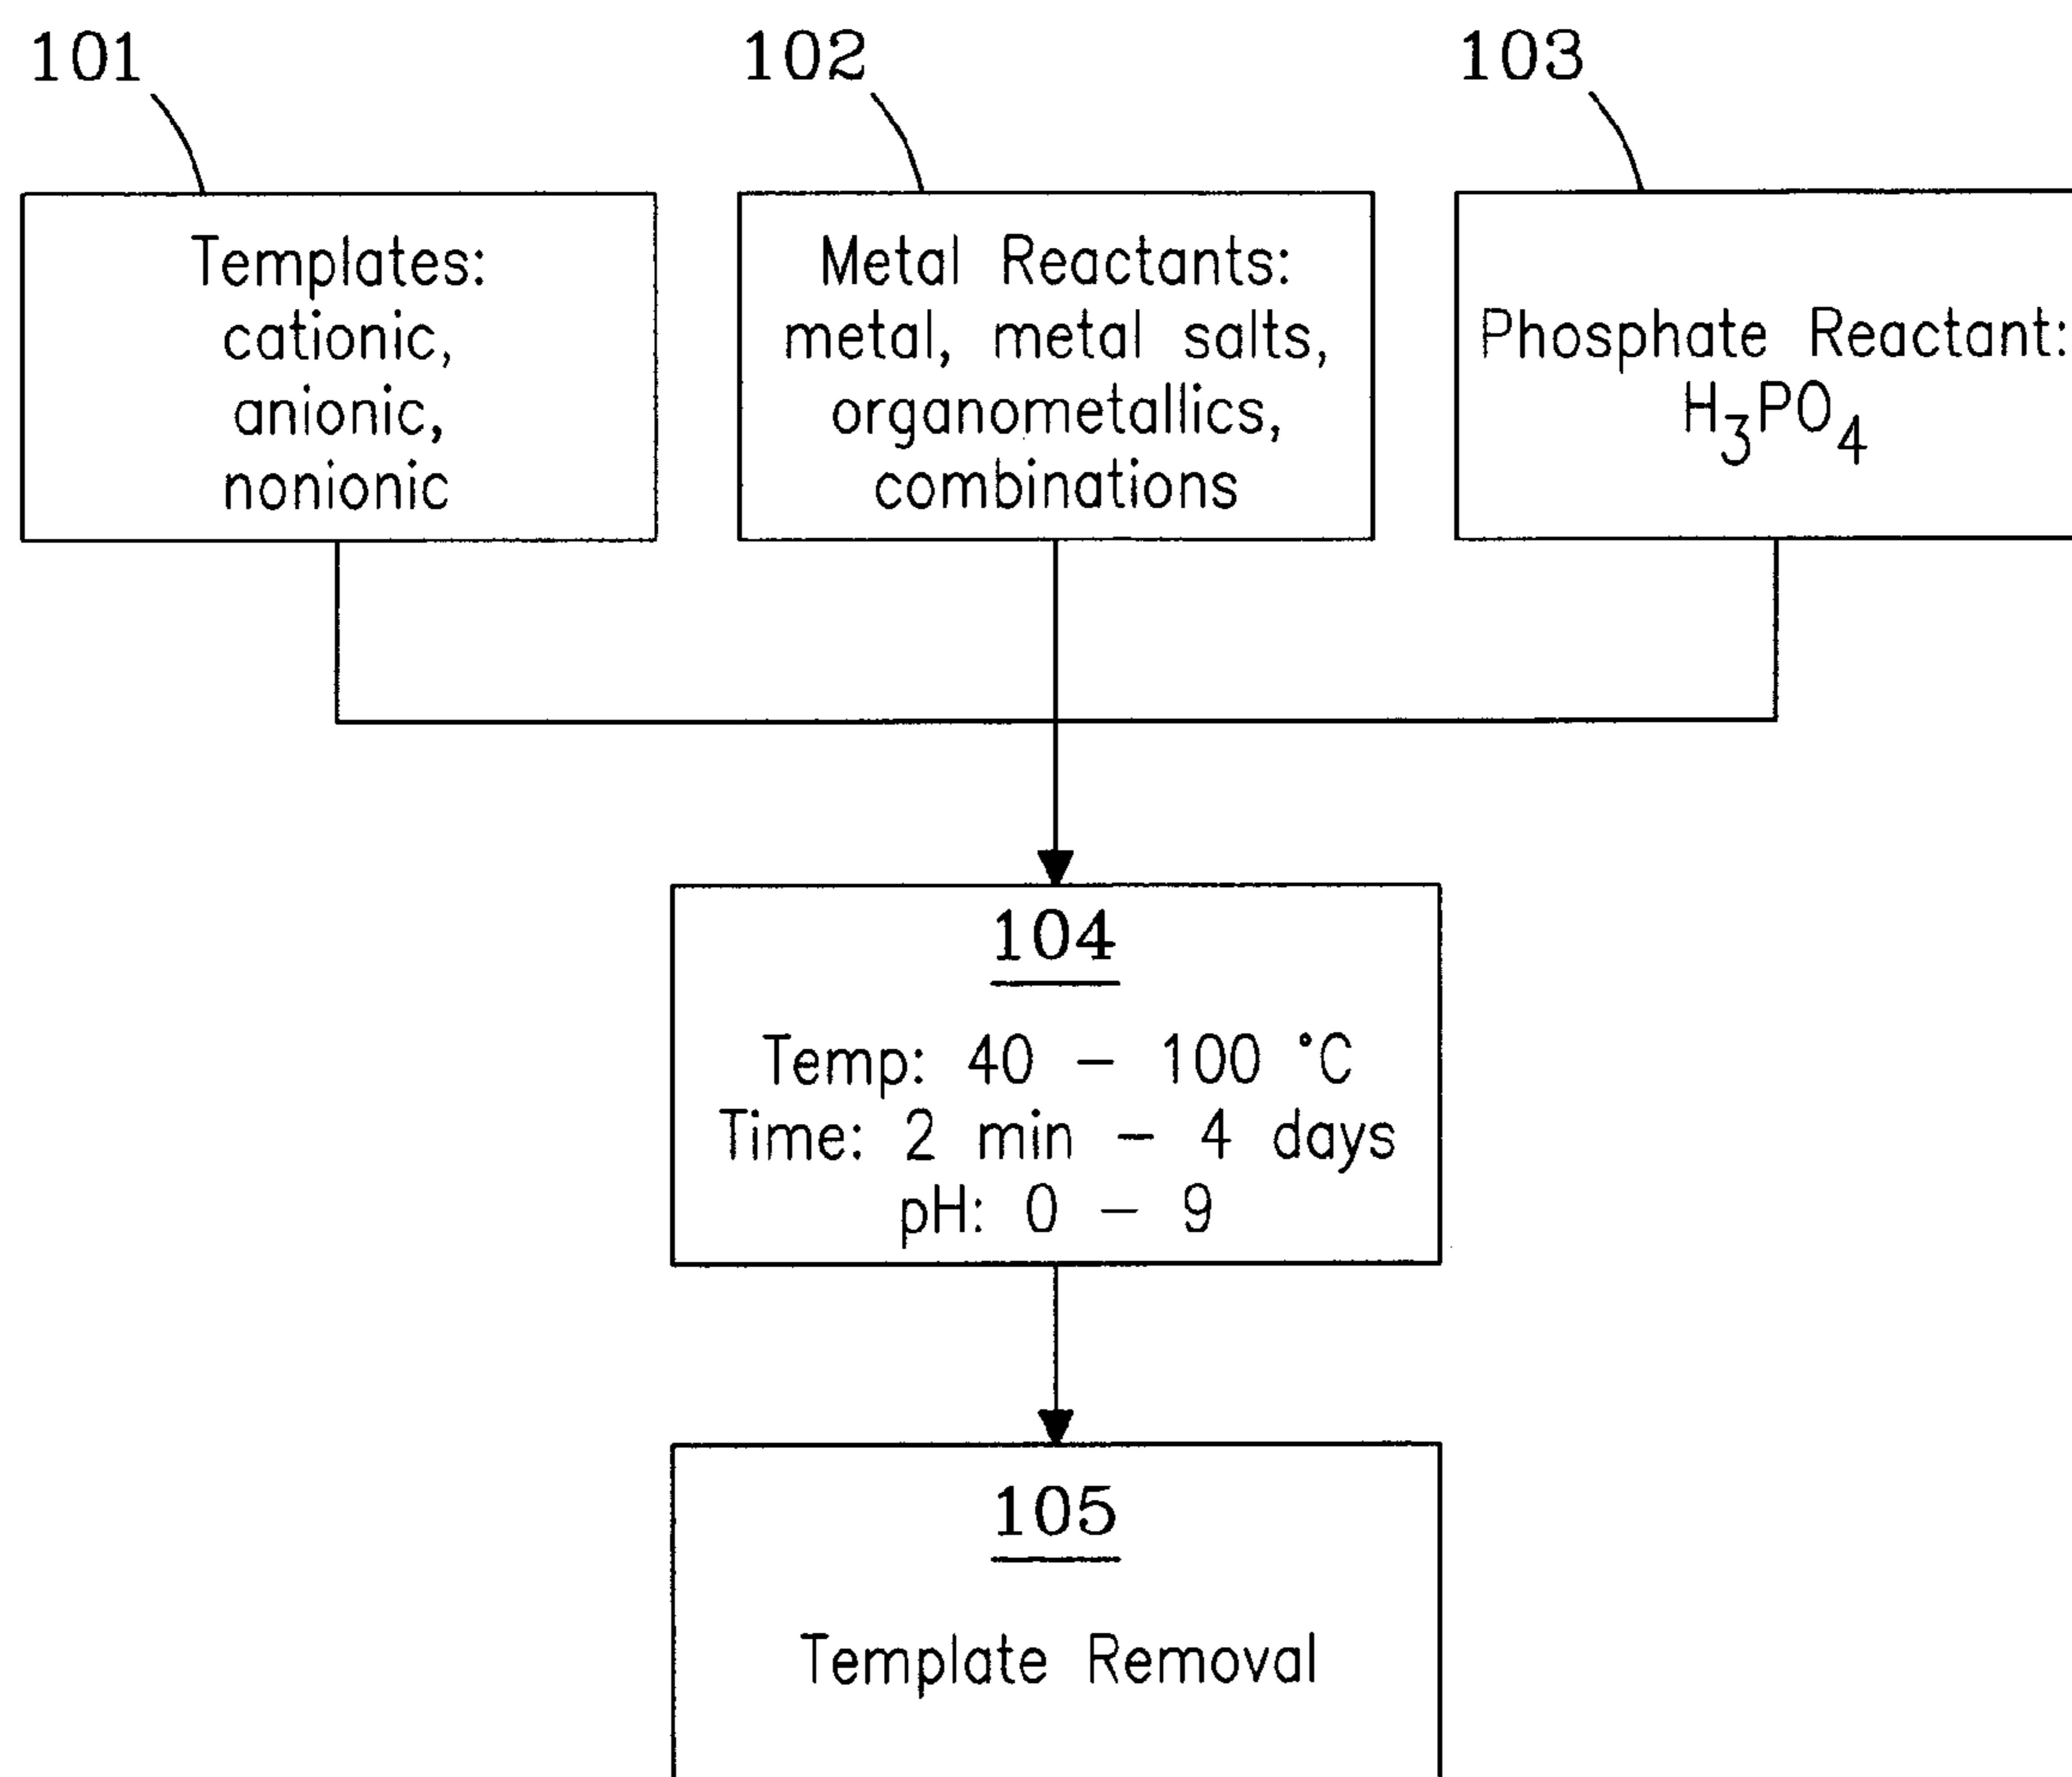 101
102
103
Templates:
cationic,
anionic,
nonionic
Metal Reactants:
metal, metal salts,
organometallics,
combinations
Phosphate Reactant:
H₃PO₄
104
Temp: 40 – 100 °C
Time: 2 min – 4 days
pH: 0 – 9
105
Template Removal